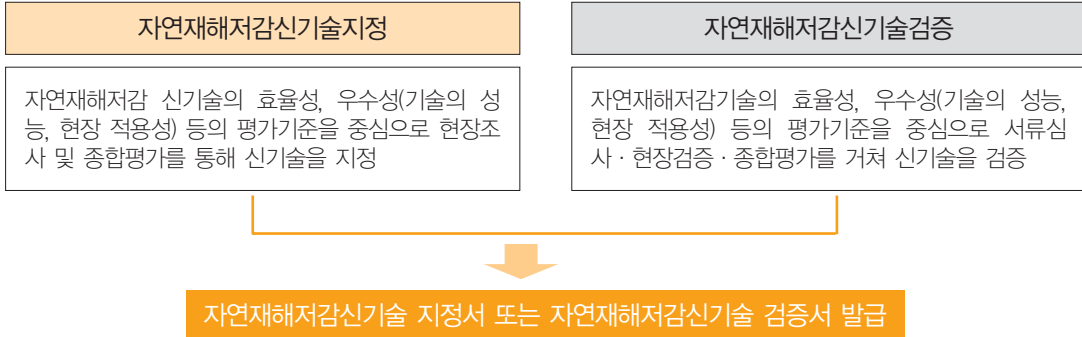 자연재해저감신기술지정
자연재해저감 신기술의 효율성, 우수성(기술의 성
능, 현장 적용성) 등의 평가기준을 중심으로 현장조
사 및 종합평가를 통해 신기술을 지정
자연재해저감신기술검증
자연재해저감기술의 효율성, 우수성(기술의 성능,
현장 적용성) 등의 평가기준을 중심으로 서류심
사 · 현장검증 · 종합평가를 거쳐 신기술을 검증
자연재해저감신기술 지정서 또는 자연재해저감신기술 검증서 발급